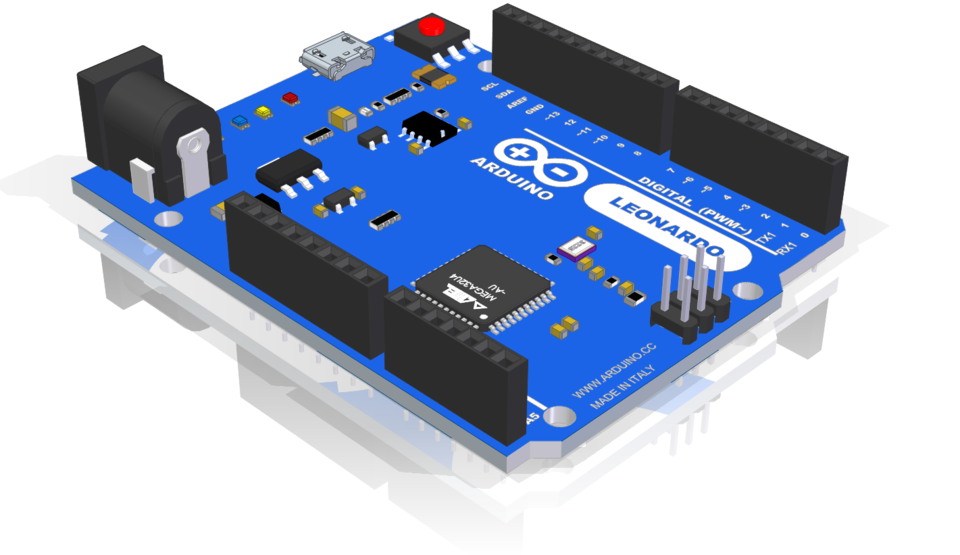 SCL
SDA
AREF
GND
~13
12
~11
~10
9
8
7
~6
~5
4
~3
2
TX1 1
RX1 0
ARDUINO
DIGITAL (PWM~)
LEONARDO
MEGA32U4
-AU
WWW.ARDUINO.CC
MADE IN ITALY
A5